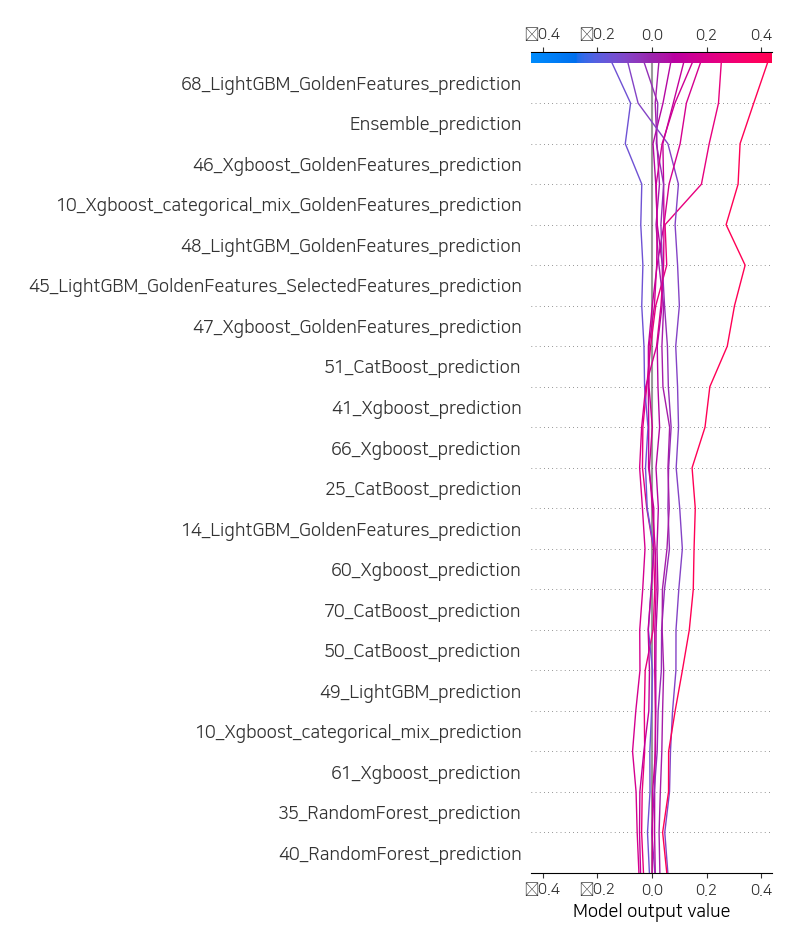 ▯0.4 ▯0.2 0.0 0.2 0.4
68_LightGBM_GoldenFeatures_prediction
Ensemble_prediction
46_Xgboost_GoldenFeatures_prediction
10_Xgboost_categorical_mix_GoldenFeatures_prediction
48_LightGBM_GoldenFeatures_prediction
45_LightGBM_GoldenFeatures_SelectedFeatures_prediction
47_Xgboost_GoldenFeatures_prediction
51_CatBoost_prediction
41_Xgboost_prediction
66_Xgboost_prediction
25_CatBoost_prediction
14_LightGBM_GoldenFeatures_prediction
60_Xgboost_prediction
70_CatBoost_prediction
50_CatBoost_prediction
49_LightGBM_prediction
10_Xgboost_categorical_mix_prediction
61_Xgboost_prediction
35_RandomForest_prediction
40_RandomForest_prediction
▯0.4 ▯0.2 0.0 0.2 0.4
Model output value